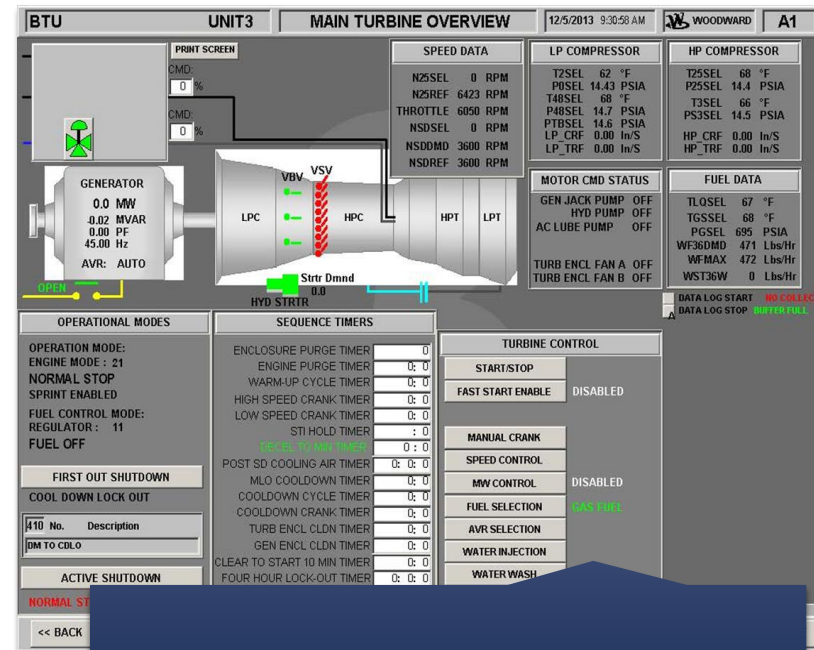 BTU UNIT3 MAIN TURBINE OVERVIEW 12/5/2013 9:30:58 AM WOODWARD A1
PRINT SCREEN
CMD:
0 %
CMD:
0 %
SPEED DATA
N25SEL 0 RPM
N25REF 6423 RPM
THROTTLE 6050 RPM
NSDSEL 0 RPM
NSDDMD 3600 RPM
NSDREF 3600 RPM
LP COMPRESSOR
T2SEL 62 °F
P0SEL 14.43 PSIA
T48SEL 68 °F
P48SEL 14.7 PSIA
PTBSEL 14.6 PSIA
LP_CRF 0.00 In/S
LP_TRF 0.00 In/S
HP COMPRESSOR
T25SEL 68 °F
P25SEL 14.4 PSIA
T3SEL 66 °F
PS3SEL 14.5 PSIA
HP_CRF 0.00 In/S
HP_TRF 0.00 In/S
GENERATOR
0.0 MW
-0.02 MVAR
0.00 PF
45.00 Hz
AVR: AUTO
OPEN
VBV VSV
LPC HPC HPT LPT
Strtr Dmnd
0.0
HYD STRTR
MOTOR CMD STATUS
GEN JACK PUMP OFF
HYD PUMP OFF
AC LUBE PUMP OFF
TURB ENCL FAN A OFF
TURB ENCL FAN B OFF
FUEL DATA
TLQSEL 67 °F
TGSSEL 68 °F
PGSEL 695 PSIA
WF36DMD 471 Lbs/Hr
WFMAX 472 Lbs/Hr
WST36W 0 Lbs/Hr
DATA LOG START NO COLLEC
A DATA LOG STOP BUFFER FULL
OPERATIONAL MODES
OPERATION MODE:
ENGINE MODE : 21
NORMAL STOP
SPRINT ENABLED
FUEL CONTROL MODE:
REGULATOR : 11
FUEL OFF
FIRST OUT SHUTDOWN
COOL DOWN LOCK OUT
410 No. Description
DM TO CDLO
ACTIVE SHUTDOWN
NORMAL ST
<< BACK
SEQUENCE TIMERS
ENCLOSURE PURGE TIMER 0
ENGINE PURGE TIMER 0: 0
WARM-UP CYCLE TIMER 0: 0
HIGH SPEED CRANK TIMER 0: 0
LOW SPEED CRANK TIMER 0: 0
STI HOLD TIMER : 0
DECEL TO MIN TIMER 0 : 0
POST SD COOLING AIR TIMER 0: 0: 0
MLO COOLDOWN TIMER 0: 0
COOLDOWN CYCLE TIMER 0: 0
COOLDOWN CRANK TIMER 0: 0
TURB ENCL CLDN TIMER 0: 0
GEN ENCL CLDN TIMER 0: 0
CLEAR TO START 10 MIN TIMER 0: 0
FOUR HOUR LOCK-OUT TIMER 0: 0: 0
TURBINE CONTROL
START/STOP
FAST START ENABLE DISABLED
MANUAL CRANK
SPEED CONTROL
MW CONTROL DISABLED
FUEL SELECTION GAS FUEL
AVR SELECTION
WATER INJECTION
WATER WASH